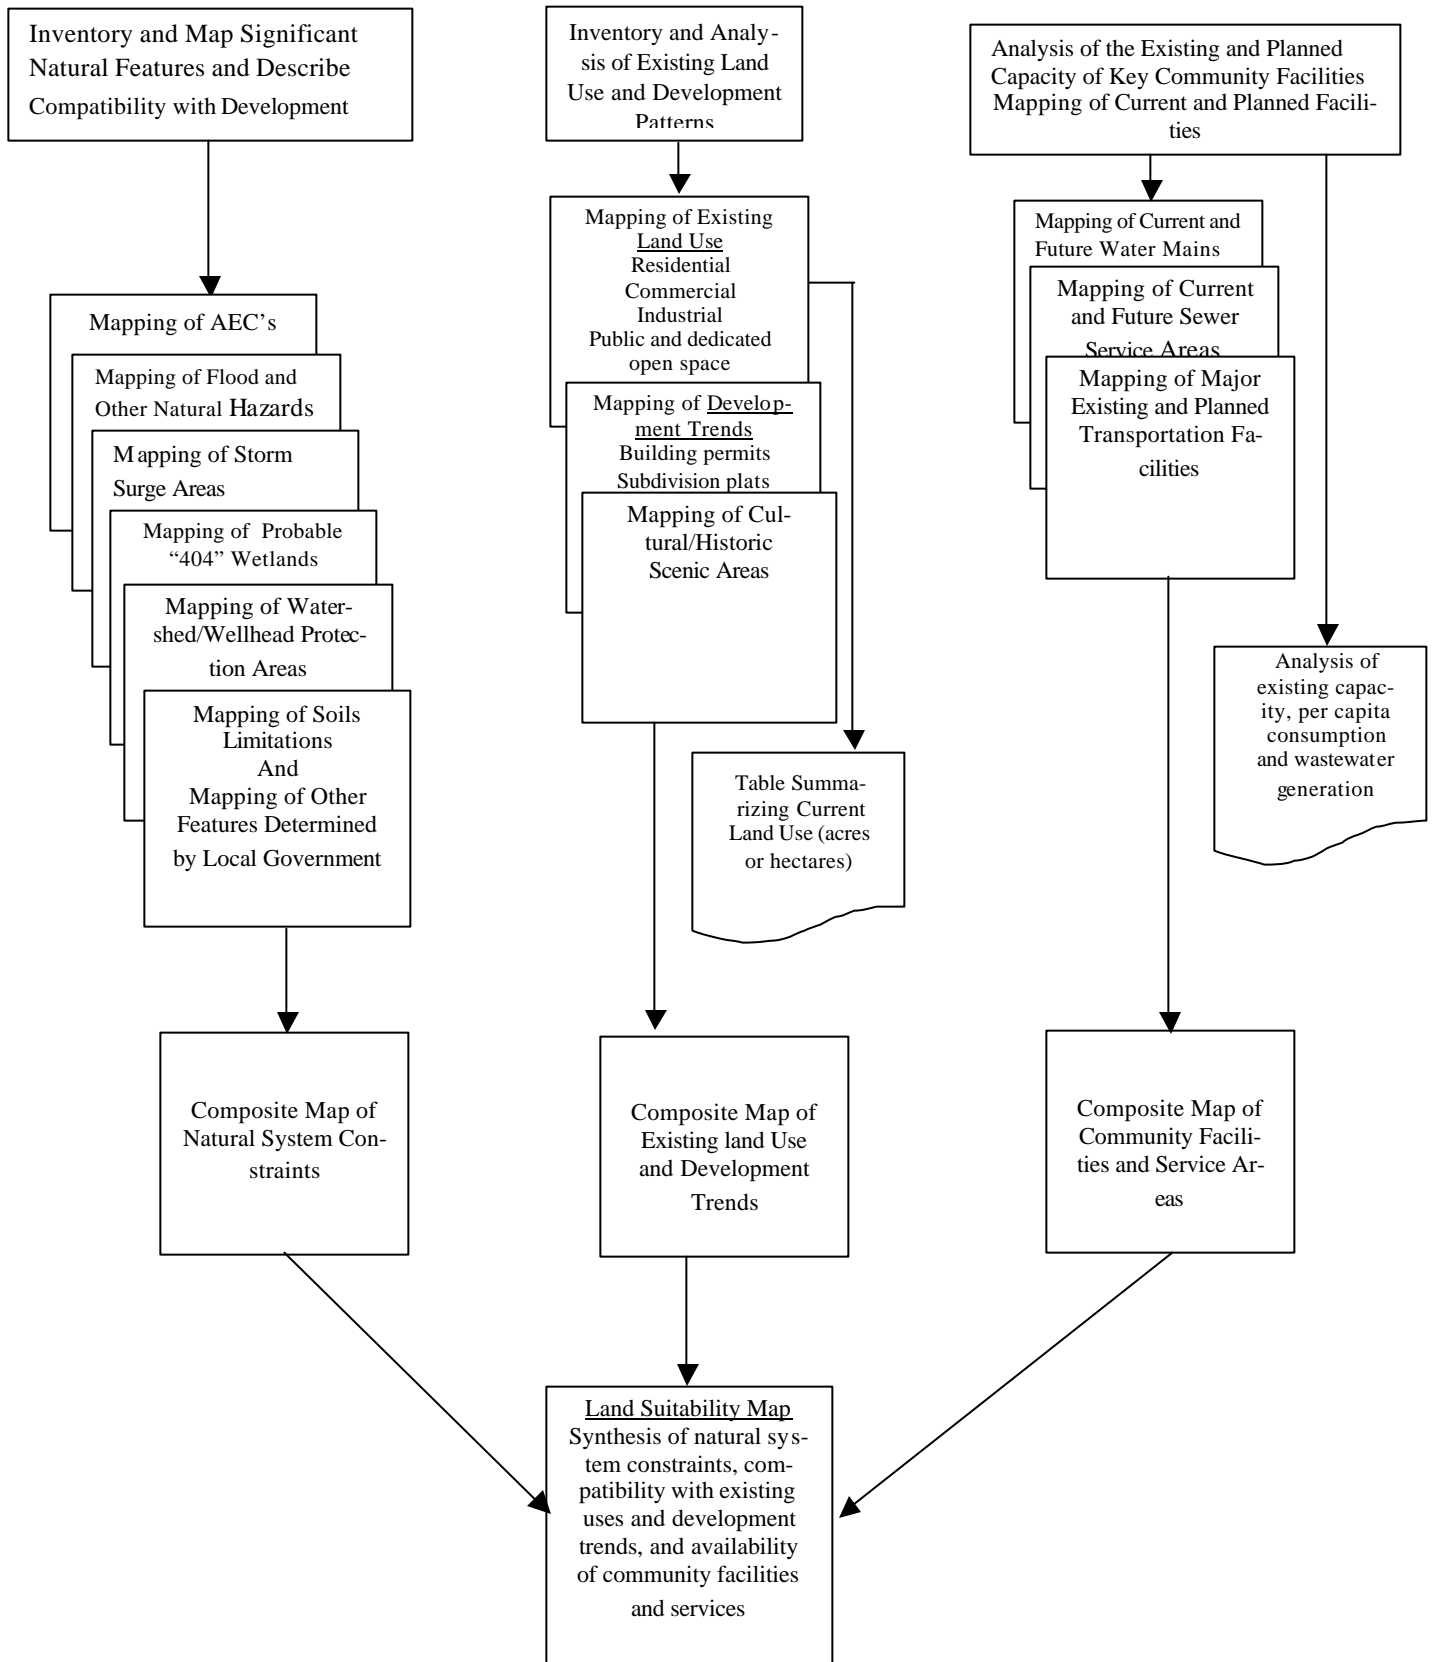 Inventory and Map Significant
Natural Features and Describe
Compatibility with Development
Inventory and Analy-
sis of Existing Land
Use and Development
Patterns
Analysis of the Existing and Planned
Capacity of Key Community Facilities
Mapping of Current and Planned Facili-
ties
Mapping of AEC's
Mapping of Flood and
Other Natural Hazards
Mapping of Storm
Surge Areas
Mapping of Probable
“404” Wetlands
Mapping of Water-
shed/Wellhead Protec-
tion Areas
Mapping of Soils
Limitations
And
Mapping of Other
Features Determined
by Local Government
Mapping of Existing
Land Use
Residential
Commercial
Industrial
Public and dedicated
open space
Mapping of Develop-
ment Trends
Building permits
Subdivision plats
Mapping of Cul-
tural/Historic
Scenic Areas
Table Summa-
rizing Current
Land Use (acres
or hectares)
Mapping of Current and
Future Water Mains
Mapping of Current
and Future Sewer
Service Areas
Mapping of Major
Existing and Planned
Transportation Fa-
cilities
Analysis of
existing capac-
ity, per capita
consumption
and wastewater
generation
Composite Map of
Natural System Con-
straints
Composite Map of
Existing land Use
and Development
Trends
Composite Map of
Community Facili-
ties and Service Ar-
eas
Land Suitability Map
Synthesis of natural sys-
tem constraints, com-
patibility with existing
uses and development
trends, and availability
of community facilities
and services